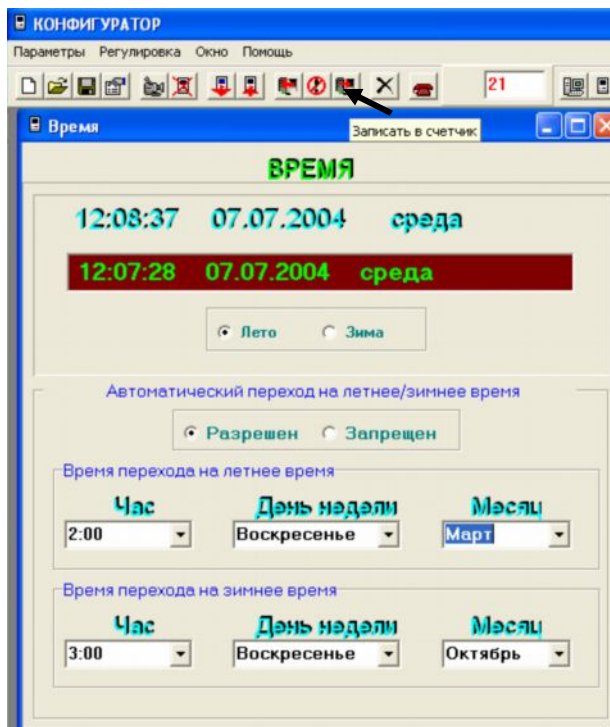 КОНФИГУРАТОР
Параметры Регулировка Окно Помощь
21
Записать в счетчик
Время
ВРЕМЯ
12:08:37 07.07.2004 среда
12:07:28 07.07.2004 среда
Лето Зима
Автоматический переход на летнее/зимнее время
Разрешен Запрещен
Время перехода на летнее время
Час День недели Месяц
2:00 Воскресенье Март
Время перехода на зимнее время
Час День недели Месяц
3:00 Воскресенье Октябрь